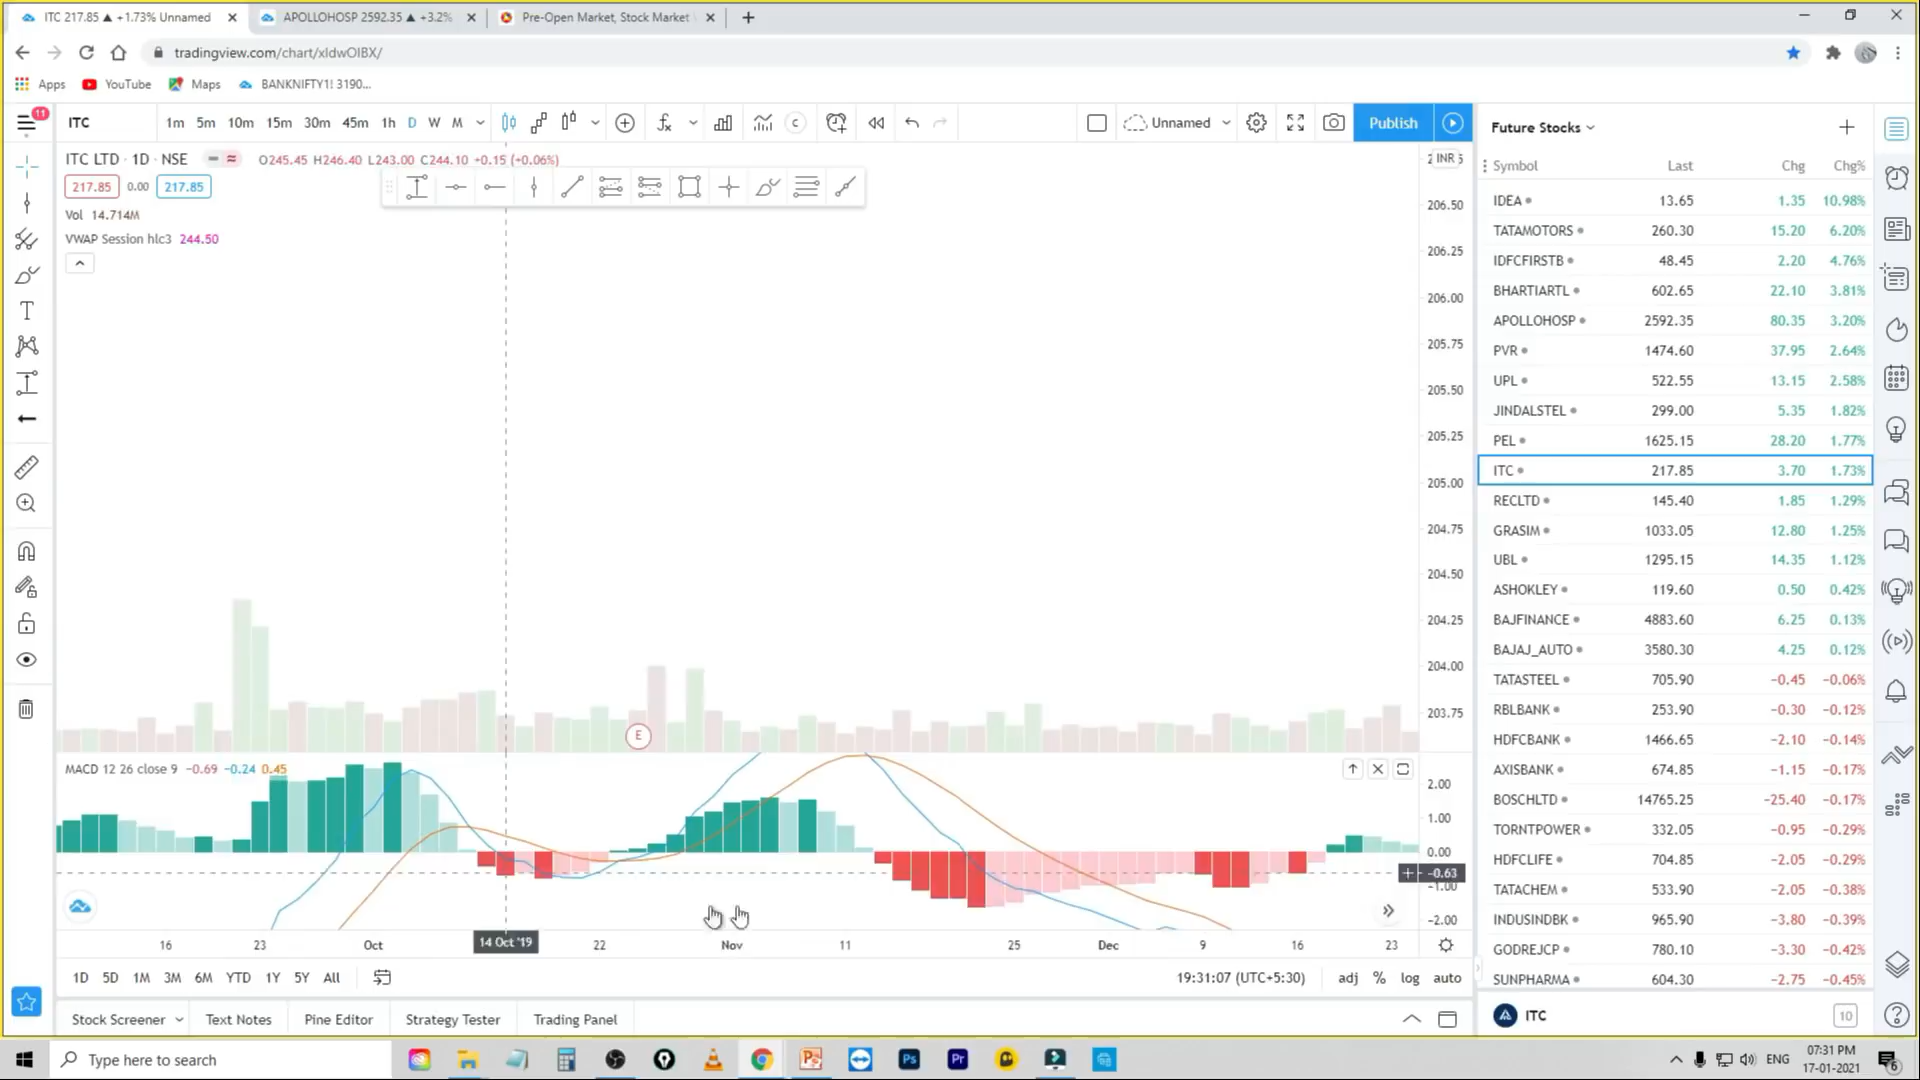 ITC 217.85 ▲ +1.73% Unnamed
APOLLOHOSP 2592.35 ▲ +3.2%
Pre-Open Market, Stock Market
tradingview.com/chart/xIdwOIBX/
Apps YouTube Maps BANKNIFTY1! 3190...
11
ITC 1m 5m 10m 15m 30m 45m 1h D W M Unnamed Publish
ITC LTD · 1D · NSE O245.45 H246.40 L243.00 C244.10 +0.15 (+0.06%)
217.85 0.00 217.85
Vol 14.714M
VWAP Session hlc3 244.50
INR
206.50
206.25
206.00
205.75
205.50
205.25
205.00
204.75
204.50
204.25
204.00
203.75
E
MACD 12 26 close 9 −0.69 −0.24 0.45
2.00
1.00
0.00
−0.63
−1.00
−2.00
16 23 Oct 14 Oct '19 22 Nov 11 25 Dec 9 16 23
1D 5D 1M 3M 6M YTD 1Y 5Y All 19:31:07 (UTC+5:30) adj % log auto
Stock Screener Text Notes Pine Editor Strategy Tester Trading Panel
Future Stocks
Symbol Last Chg Chg%
IDEA 13.65 1.35 10.98%
TATAMOTORS 260.30 15.20 6.20%
IDFCFIRSTB 48.45 2.20 4.76%
BHARTIARTL 602.65 22.10 3.81%
APOLLOHOSP 2592.35 80.35 3.20%
PVR 1474.60 37.95 2.64%
UPL 522.55 13.15 2.58%
JINDALSTEL 299.00 5.35 1.82%
PEL 1625.15 28.20 1.77%
ITC 217.85 3.70 1.73%
RECLTD 145.40 1.85 1.29%
GRASIM 1033.05 12.80 1.25%
UBL 1295.15 14.35 1.12%
ASHOKLEY 119.60 0.50 0.42%
BAJFINANCE 4883.60 6.25 0.13%
BAJAJ_AUTO 3580.30 4.25 0.12%
TATASTEEL 705.90 −0.45 −0.06%
RBLBANK 253.90 −0.30 −0.12%
HDFCBANK 1466.65 −2.10 −0.14%
AXISBANK 674.85 −1.15 −0.17%
BOSCHLTD 14765.25 −25.40 −0.17%
TORNTPOWER 332.05 −0.95 −0.29%
HDFCLIFE 704.85 −2.05 −0.29%
TATACHEM 533.90 −2.05 −0.38%
INDUSINDBK 965.90 −3.80 −0.39%
GODREJCP 780.10 −3.30 −0.42%
SUNPHARMA 604.30 −2.75 −0.45%
ITC 10
Type here to search
Ps Pr
ENG 07:31 PM
17-01-2021
6